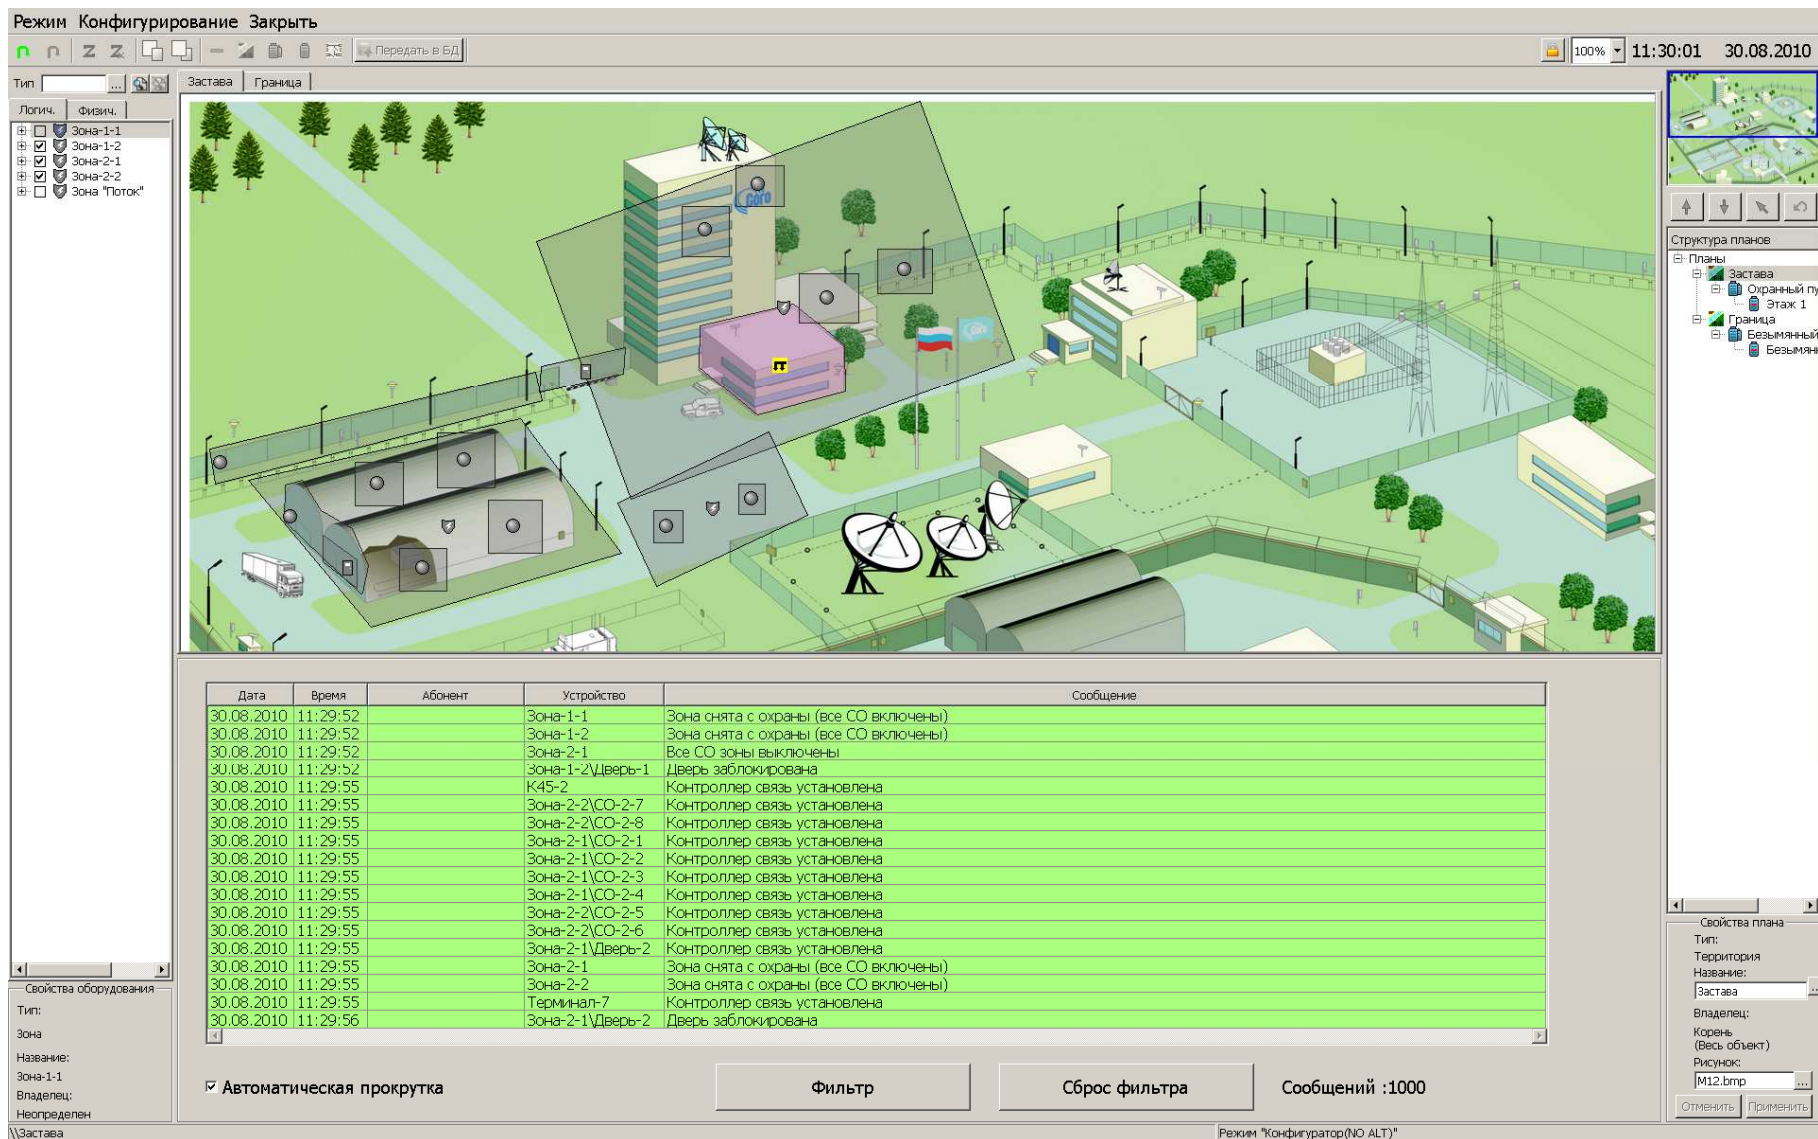 Режим Конфигурирование Закрыть
Передать в БД
100%
11:30:01 30.08.2010
Тип
...
Логич. Физич.
Зона-1-1
Зона-1-2
Зона-2-1
Зона-2-2
Зона "Поток"
Застава Граница
Структура планов
Планы
Застава
Охранный пу
Этаж 1
Граница
Безымянный
Безымян
Дата Время Абонент Устройство Сообщение
30.08.2010 11:29:52 Зона-1-1 Зона снята с охраны (все СО включены)
30.08.2010 11:29:52 Зона-1-2 Зона снята с охраны (все СО включены)
30.08.2010 11:29:52 Зона-2-1 Все СО зоны выключены
30.08.2010 11:29:52 Зона-1-2\Дверь-1 Дверь заблокирована
30.08.2010 11:29:55 К45-2 Контроллер связь установлена
30.08.2010 11:29:55 Зона-2-2\СО-2-7 Контроллер связь установлена
30.08.2010 11:29:55 Зона-2-2\СО-2-8 Контроллер связь установлена
30.08.2010 11:29:55 Зона-2-1\СО-2-1 Контроллер связь установлена
30.08.2010 11:29:55 Зона-2-1\СО-2-2 Контроллер связь установлена
30.08.2010 11:29:55 Зона-2-1\СО-2-3 Контроллер связь установлена
30.08.2010 11:29:55 Зона-2-1\СО-2-4 Контроллер связь установлена
30.08.2010 11:29:55 Зона-2-2\СО-2-5 Контроллер связь установлена
30.08.2010 11:29:55 Зона-2-2\СО-2-6 Контроллер связь установлена
30.08.2010 11:29:55 Зона-2-1\Дверь-2 Контроллер связь установлена
30.08.2010 11:29:55 Зона-2-1 Зона снята с охраны (все СО включены)
30.08.2010 11:29:55 Зона-2-2 Зона снята с охраны (все СО включены)
30.08.2010 11:29:55 Терминал-7 Контроллер связь установлена
30.08.2010 11:29:56 Зона-2-1\Дверь-2 Дверь заблокирована
Автоматическая прокрутка
Фильтр
Сброс фильтра
Сообщений :1000
Свойства оборудования
Тип:
Зона
Название:
Зона-1-1
Владелец:
Неопределен
Свойства плана
Тип:
Территория
Название:
Застава
Владелец:
Корень
(Весь объект)
Рисунок:
M12.bmp ...
Отменить Применить
\\Застава
Режим "Конфигуратор(NO ALT)"